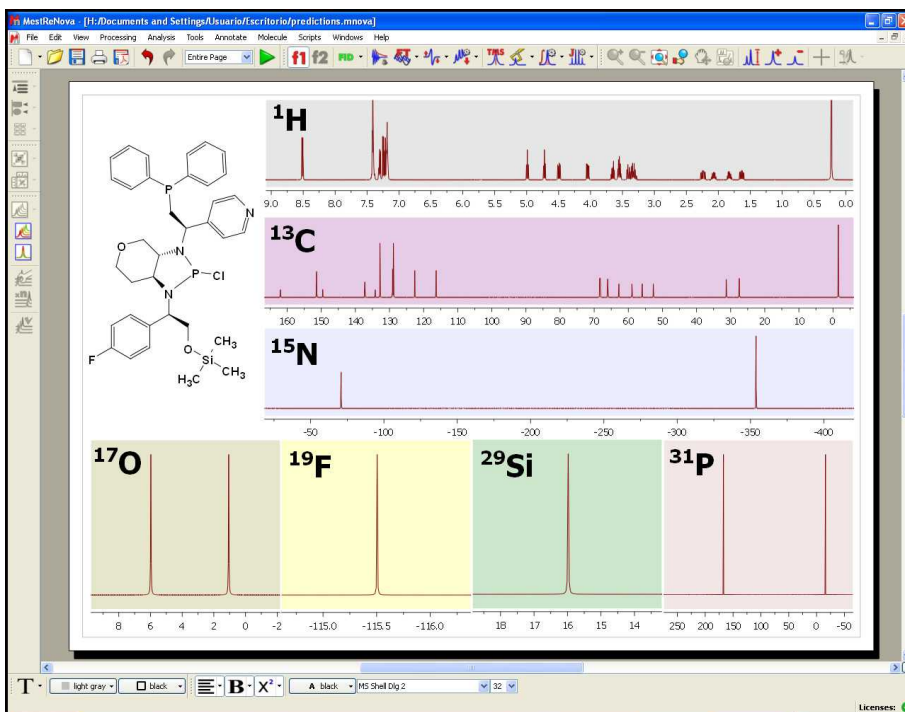 MestReNova - [H:/Documents and Settings/Usuario/Escritorio/predictions.mnova]
File Edit View Processing Analysis Tools Annotate Molecule Scripts Windows Help
Entire Page f1 f2 FID TMS
1H
9.0 8.5 8.0 7.5 7.0 6.5 6.0 5.5 5.0 4.5 4.0 3.5 3.0 2.5 2.0 1.5 1.0 0.5 0.0
P
N
O
N
P Cl
N
F
O
Si CH3
H3C CH3
13C
160 150 140 130 120 110 100 90 80 70 60 50 40 30 20 10 0
15N
-50 -100 -150 -200 -250 -300 -350 -400
17O
8 6 4 2 0 -2
19F
-115.0 -115.5 -116.0
29Si
18 17 16 15 14
31P
250 200 150 100 50 0 -50
T light gray black B X2 A black MS Shell Dlg 2 32
Licenses: